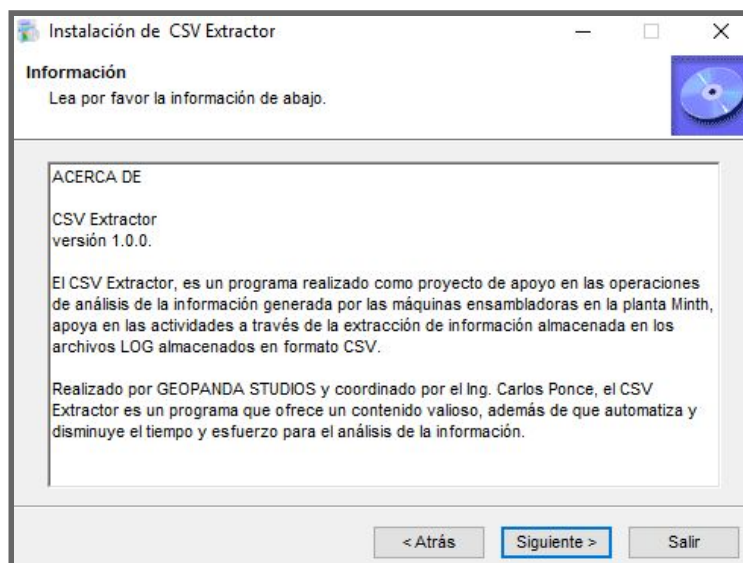 Instalación de  CSV Extractor
Información
Lea por favor la información de abajo.
ACERCA DE
CSV Extractor
versión 1.0.0.
El CSV Extractor, es un programa realizado como proyecto de apoyo en las operaciones
de análisis de la información generada por las máquinas ensambladoras en la planta Minth,
apoya en las actividades a través de la extracción de información almacenada en los
archivos LOG almacenados en formato CSV.
Realizado por GEOPANDA STUDIOS y coordinado por el Ing. Carlos Ponce, el CSV
Extractor es un programa que ofrece un contenido valioso, además de que automatiza y
disminuye el tiempo y esfuerzo para el análisis de la información.
< Atrás
Siguiente >
Salir